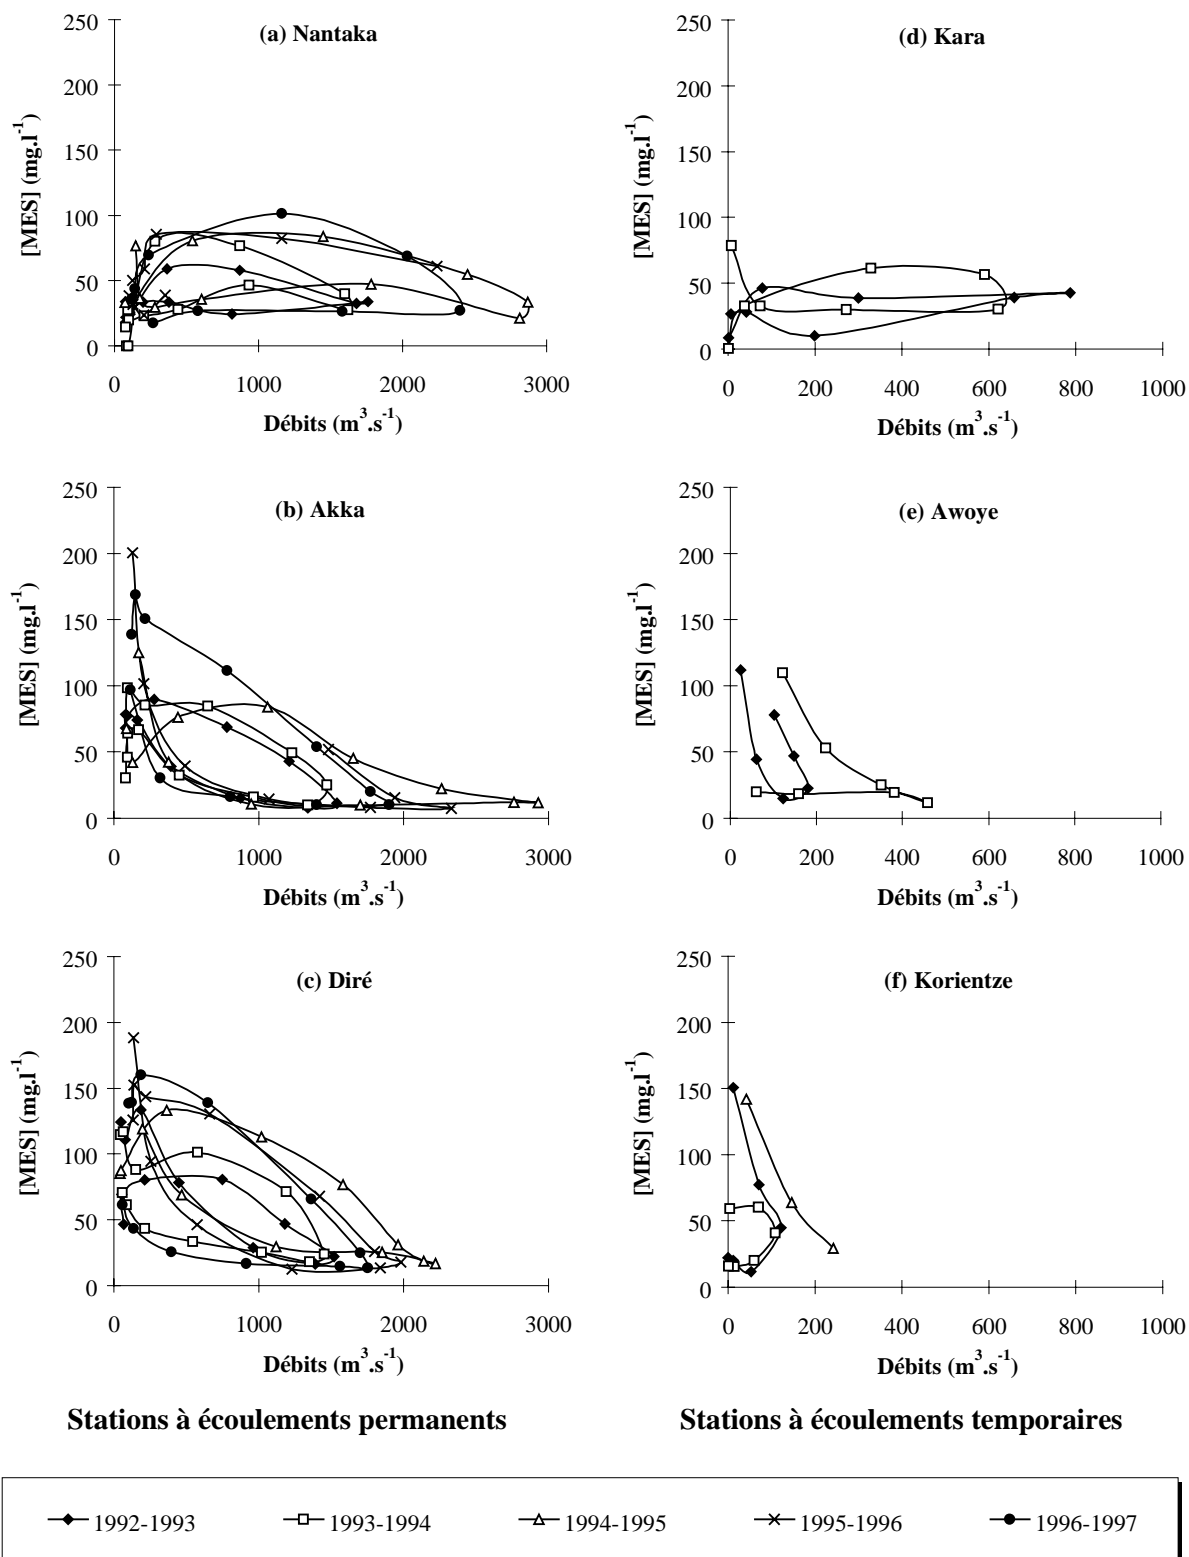 (a) Nantaka
250
200
150
100
50
0
[MES] (mg.l⁻¹)
0 1000 2000 3000
Débits (m³.s⁻¹)
(d) Kara
250
200
150
100
50
0
[MES] (mg.l⁻¹)
0 200 400 600 800 1000
Débits (m³.s⁻¹)
(b) Akka
250
200
150
100
50
0
[MES] (mg.l⁻¹)
0 1000 2000 3000
Débits (m³.s⁻¹)
(e) Awoye
250
200
150
100
50
0
[MES] (mg.l⁻¹)
0 200 400 600 800 1000
Débits (m³.s⁻¹)
(c) Diré
250
200
150
100
50
0
[MES] (mg.l⁻¹)
0 1000 2000 3000
Débits (m³.s⁻¹)
(f) Korientze
250
200
150
100
50
0
[MES] (mg.l⁻¹)
0 200 400 600 800 1000
Débits (m³.s⁻¹)
Stations à écoulements permanents
Stations à écoulements temporaires
1992-1993 1993-1994 1994-1995 1995-1996 1996-1997